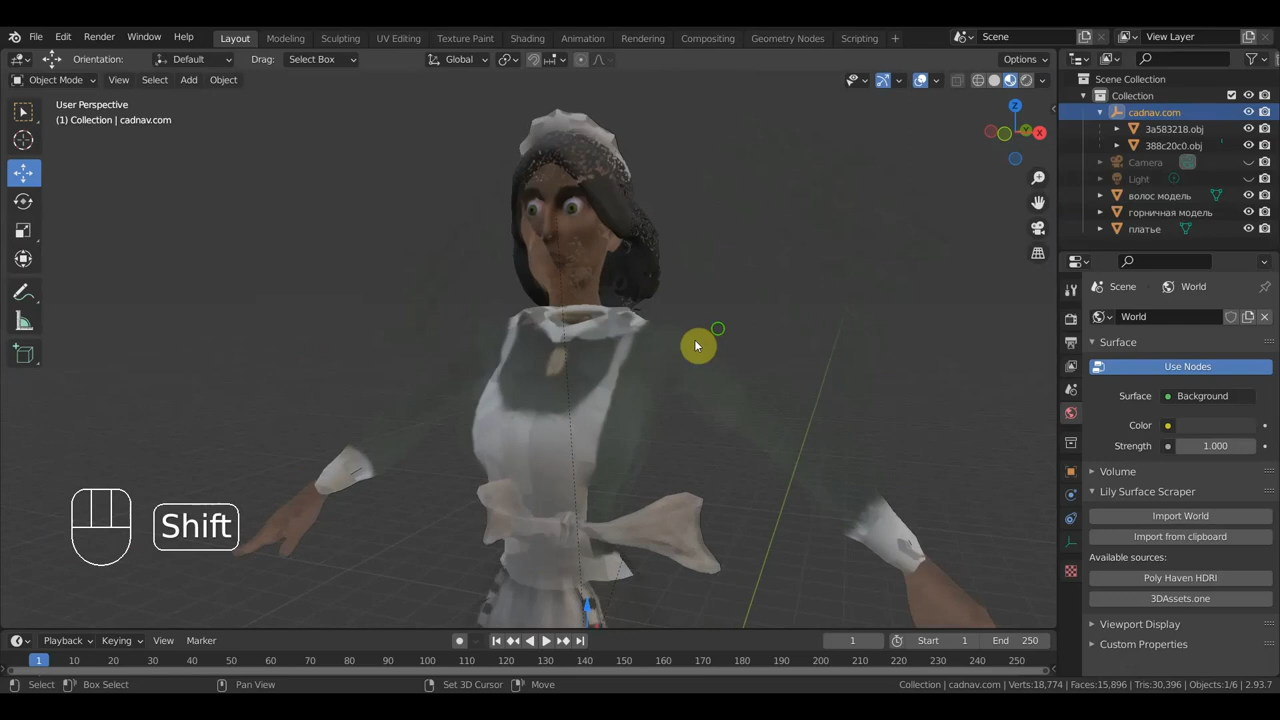 File Edit Render Window Help Layout Modeling Sculpting UV Editing Texture Paint Shading Animation Rendering Compositing Geometry Nodes Scripting + Scene View Layer
Orientation: Default Drag: Select Box Global Options
Object Mode View Select Add Object
User Perspective
(1) Collection | cadnav.com
Z
X
Y
Scene Collection
Collection
cadnav.com
3a583218.obj
388c20c0.obj
Camera
Light
волос модель
горничная модель
платье
Scene World
World
Surface
Use Nodes
Surface Background
Color
Strength 1.000
Volume
Lily Surface Scraper
Import World
Import from clipboard
Available sources:
Poly Haven HDRI
3DAssets.one
Viewport Display
Custom Properties
Shift
Playback Keying View Marker 1 Start 1 End 250
1 10 20 30 40 50 60 70 80 90 100 110 120 130 140 150 160 170 180 190 200 210 220 230 240 250
Select Box Select Pan View Set 3D Cursor Move Collection | cadnav.com | Verts:18,774 | Faces:15,896 | Tris:30,396 | Objects:1/6 | 2.93.7